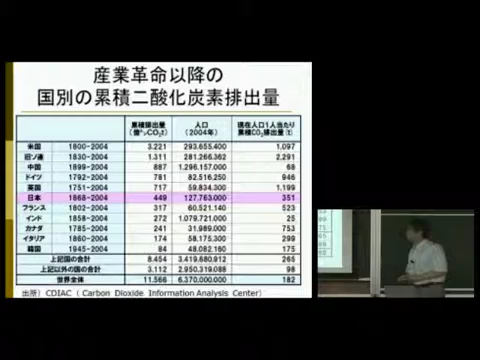 産業革命以降の
国別の累積二酸化炭素排出量
累積排出量 人口 現在人口1人当たり
(億㌧CO₂t) (2004年) 累積CO₂排出量(t)
米国 1800-2004 3,221 293,655,400 1,097
旧ソ連 1830-2004 1,311 281,266,362 2,291
中国 1899-2004 887 1,296,157,000 68
ドイツ 1792-2004 781 82,516,250 946
英国 1751-2004 717 59,834,300 1,199
日本 1868-2004 449 127,763,000 351
フランス 1802-2004 317 60,521,140 523
インド 1858-2004 272 1,079,721,000 25
カナダ 1785-2004 241 31,989,000 753
イタリア 1860-2004 174 58,175,300 299
韓国 1945-2004 84 48,082,160 175
上記国の合計 8,454 3,419,680,912 265
上記以外の国の合計 3,112 2,950,319,088 98
世界全体 11,566 6,370,000,000 182
出所) CDIAC ( Carbon Dioxide Information Analysis Center)